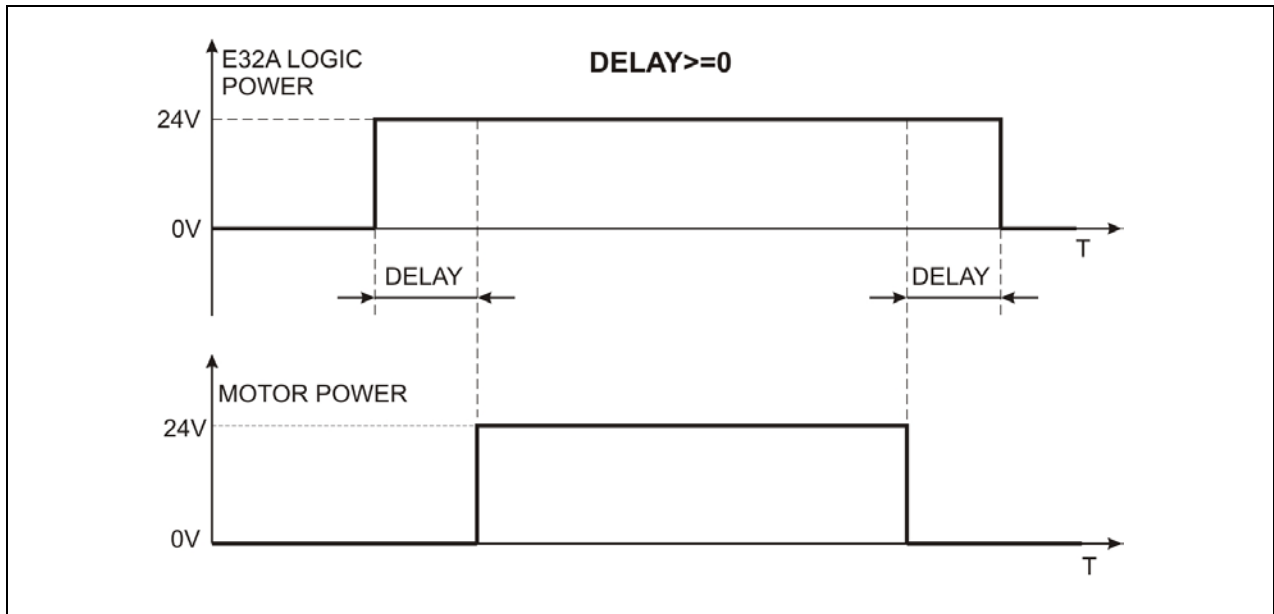 E32A LOGIC
POWER
DELAY>=0
24V
0V
T
DELAY
DELAY
MOTOR POWER
24V
0V
T